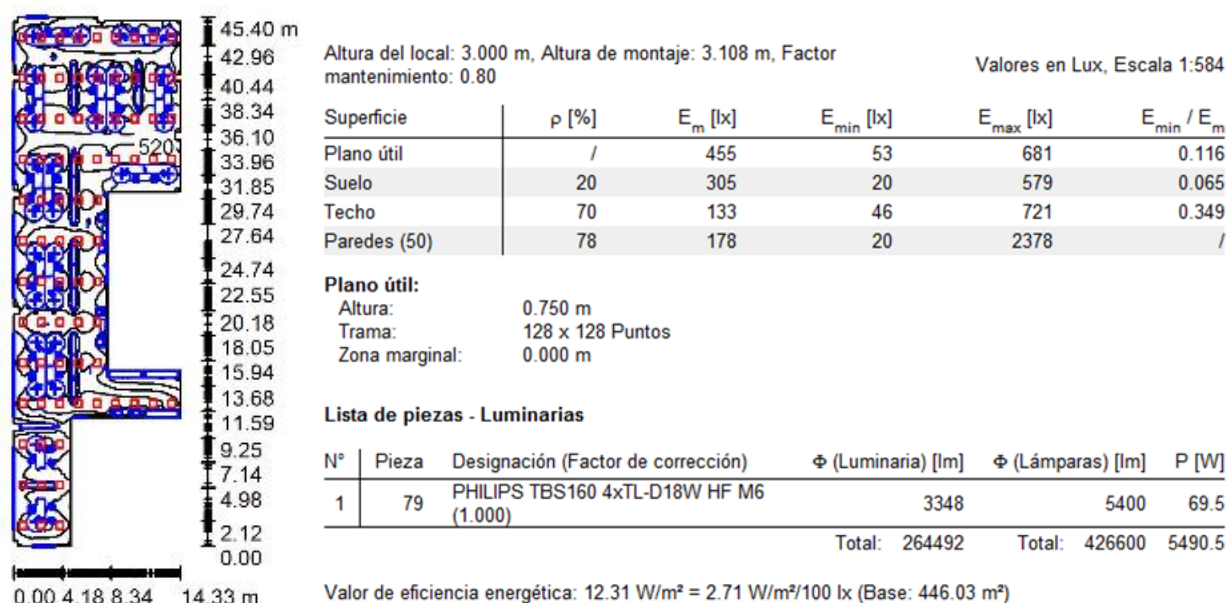 45.40 m
42.96
40.44
38.34
36.10
33.96
31.85
29.74
27.64
24.74
22.55
20.18
18.05
15.94
13.68
11.59
9.25
7.14
4.98
2.12
0.00
520
0.00 4.18 8.34 14.33 m
Altura del local: 3.000 m, Altura de montaje: 3.108 m, Factor
mantenimiento: 0.80
Valores en Lux, Escala 1:584
Superficie ρ [%] Em [lx] Emin [lx] Emax [lx] Emin / Em
Plano útil / 455 53 681 0.116
Suelo 20 305 20 579 0.065
Techo 70 133 46 721 0.349
Paredes (50) 78 178 20 2378 /
Plano útil:
Altura: 0.750 m
Trama: 128 x 128 Puntos
Zona marginal: 0.000 m
Lista de piezas - Luminarias
N° Pieza Designación (Factor de corrección) Φ (Luminaria) [lm] Φ (Lámparas) [lm] P [W]
1 79 PHILIPS TBS160 4xTL-D18W HF M6
(1.000) 3348 5400 69.5
Total: 264492 Total: 426600 5490.5
Valor de eficiencia energética: 12.31 W/m² = 2.71 W/m²/100 lx (Base: 446.03 m²)